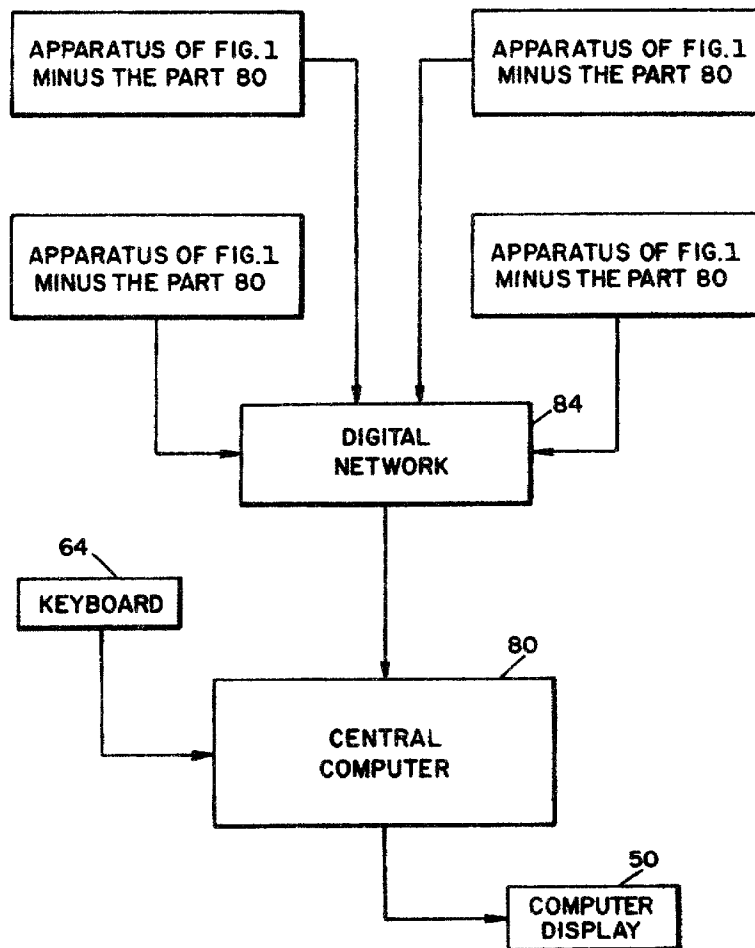 APPARATUS OF FIG.1
MINUS THE PART 80
APPARATUS OF FIG.1
MINUS THE PART 80
APPARATUS OF FIG.1
MINUS THE PART 80
APPARATUS OF FIG.1
MINUS THE PART 80
84
DIGITAL
NETWORK
64
KEYBOARD
80
CENTRAL
COMPUTER
50
COMPUTER
DISPLAY